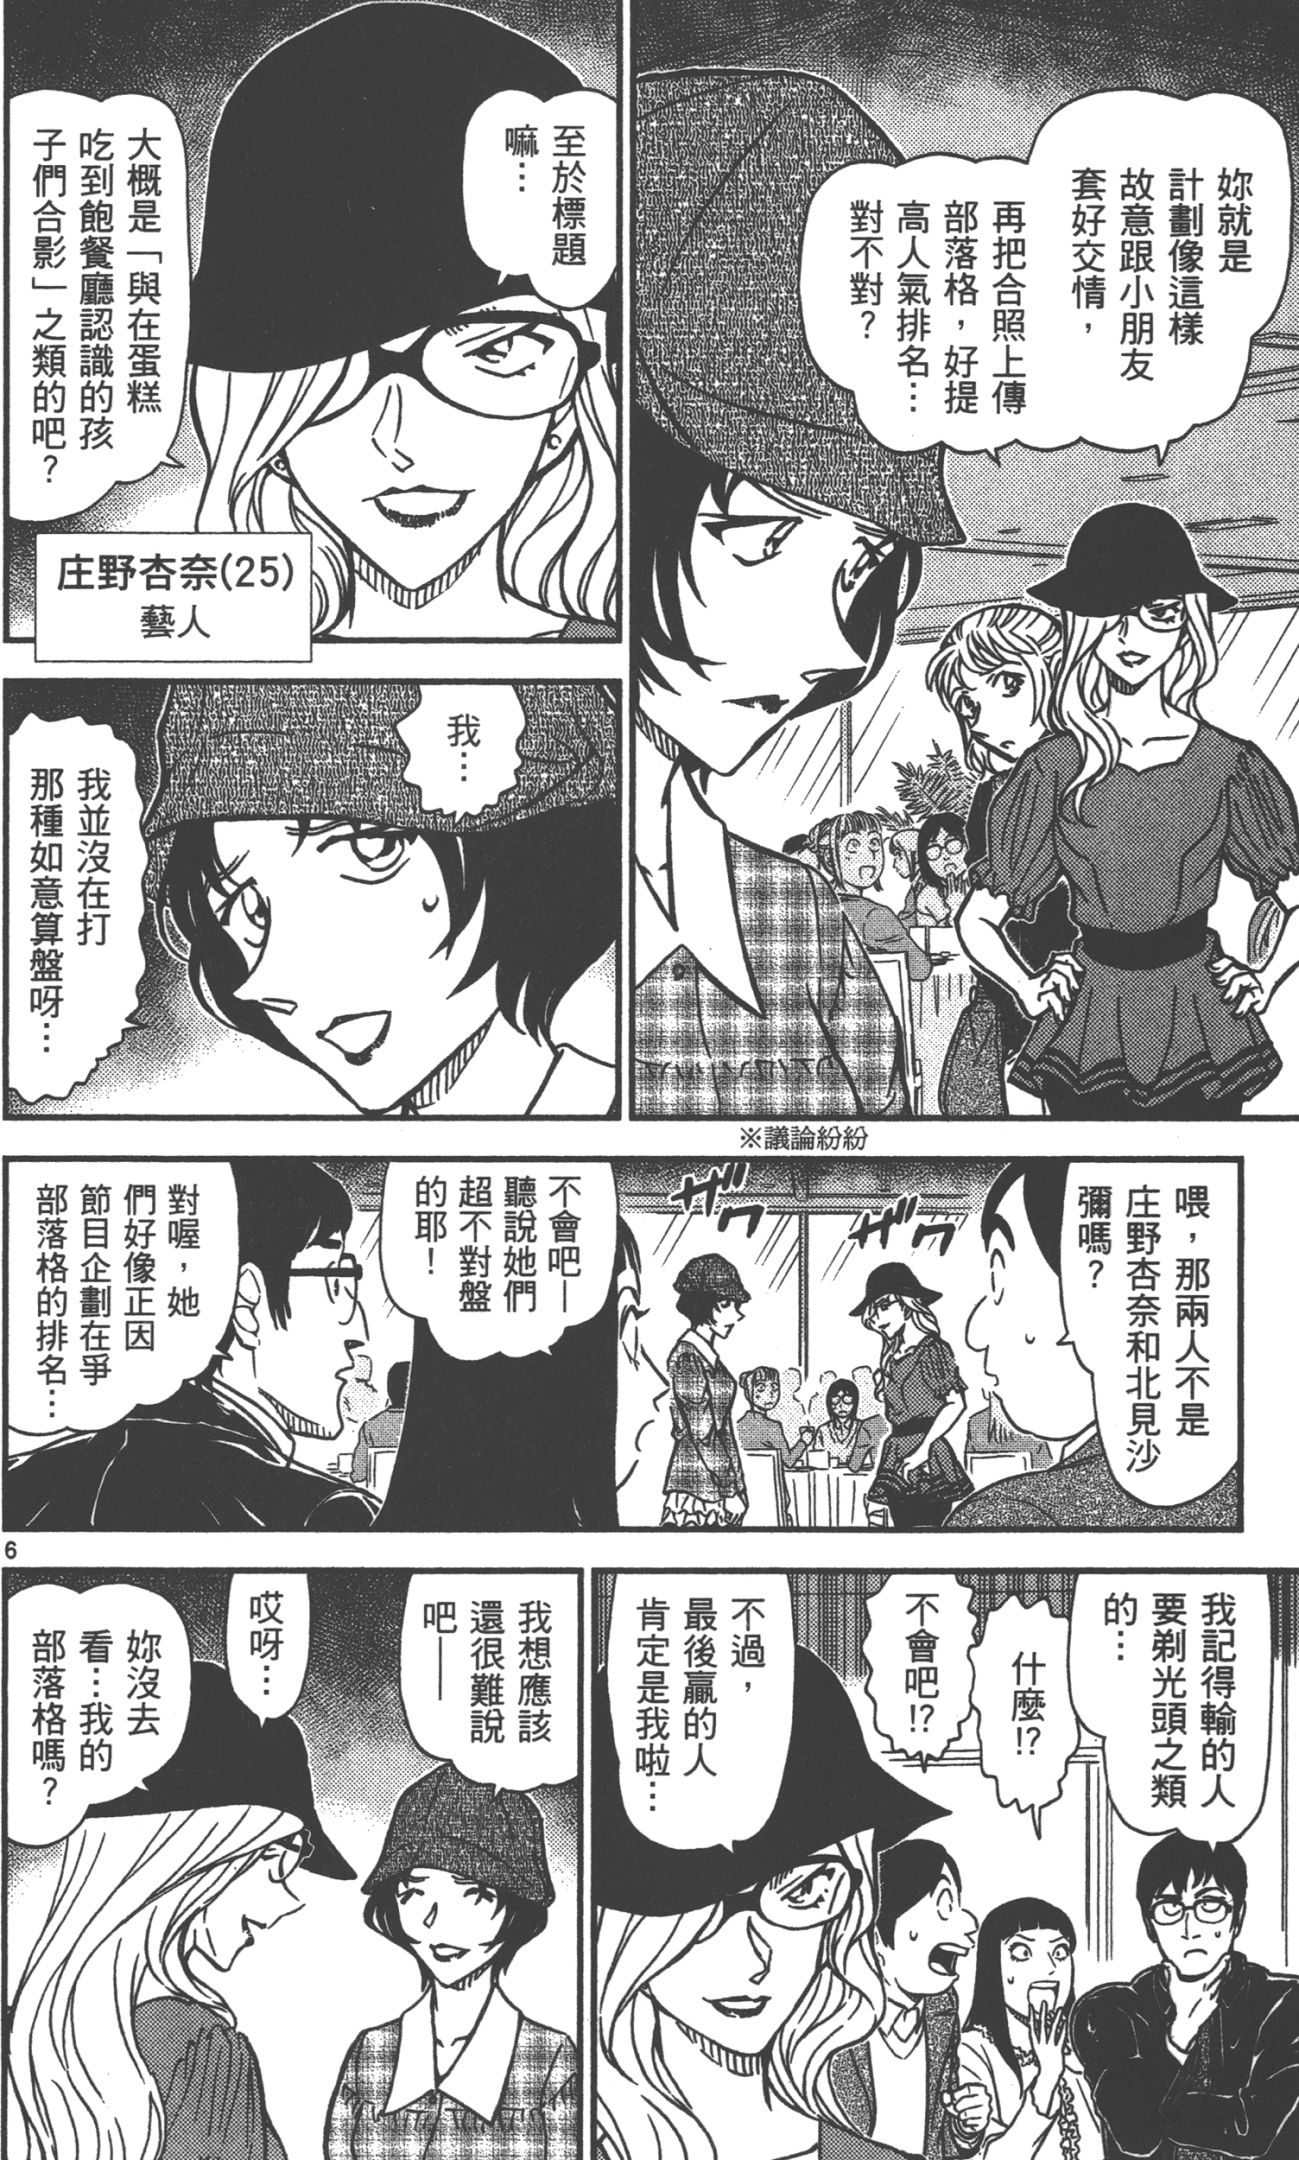 妳就是
計劃像這樣
故意跟小朋友
套好交情，
再把合照上傳
部落格，好提
高人氣排名…
對不對？
至於標題
嘛…
大概是「與在蛋糕
吃到飽餐廳認識的孩
子們合影」之類的吧？
庄野杏奈(25)
藝人
我…
我並沒在打
那種如意算盤呀…
※議論紛紛
喂，那兩人不是
庄野杏奈和北見沙
彌嗎？
ザワ
ザワ
不會吧—
聽說她們
超不對盤
的耶！
對喔，她
們好像正因
節目企劃在爭
部落格的排名…
6
我記得輸的人
要剃光頭之類
的…
什麼!?
不會吧!?
不過，
最後贏的人
肯定是我啦…
我想應該
還很難說
吧——
哎呀…
妳沒去
看…我的
部落格嗎？